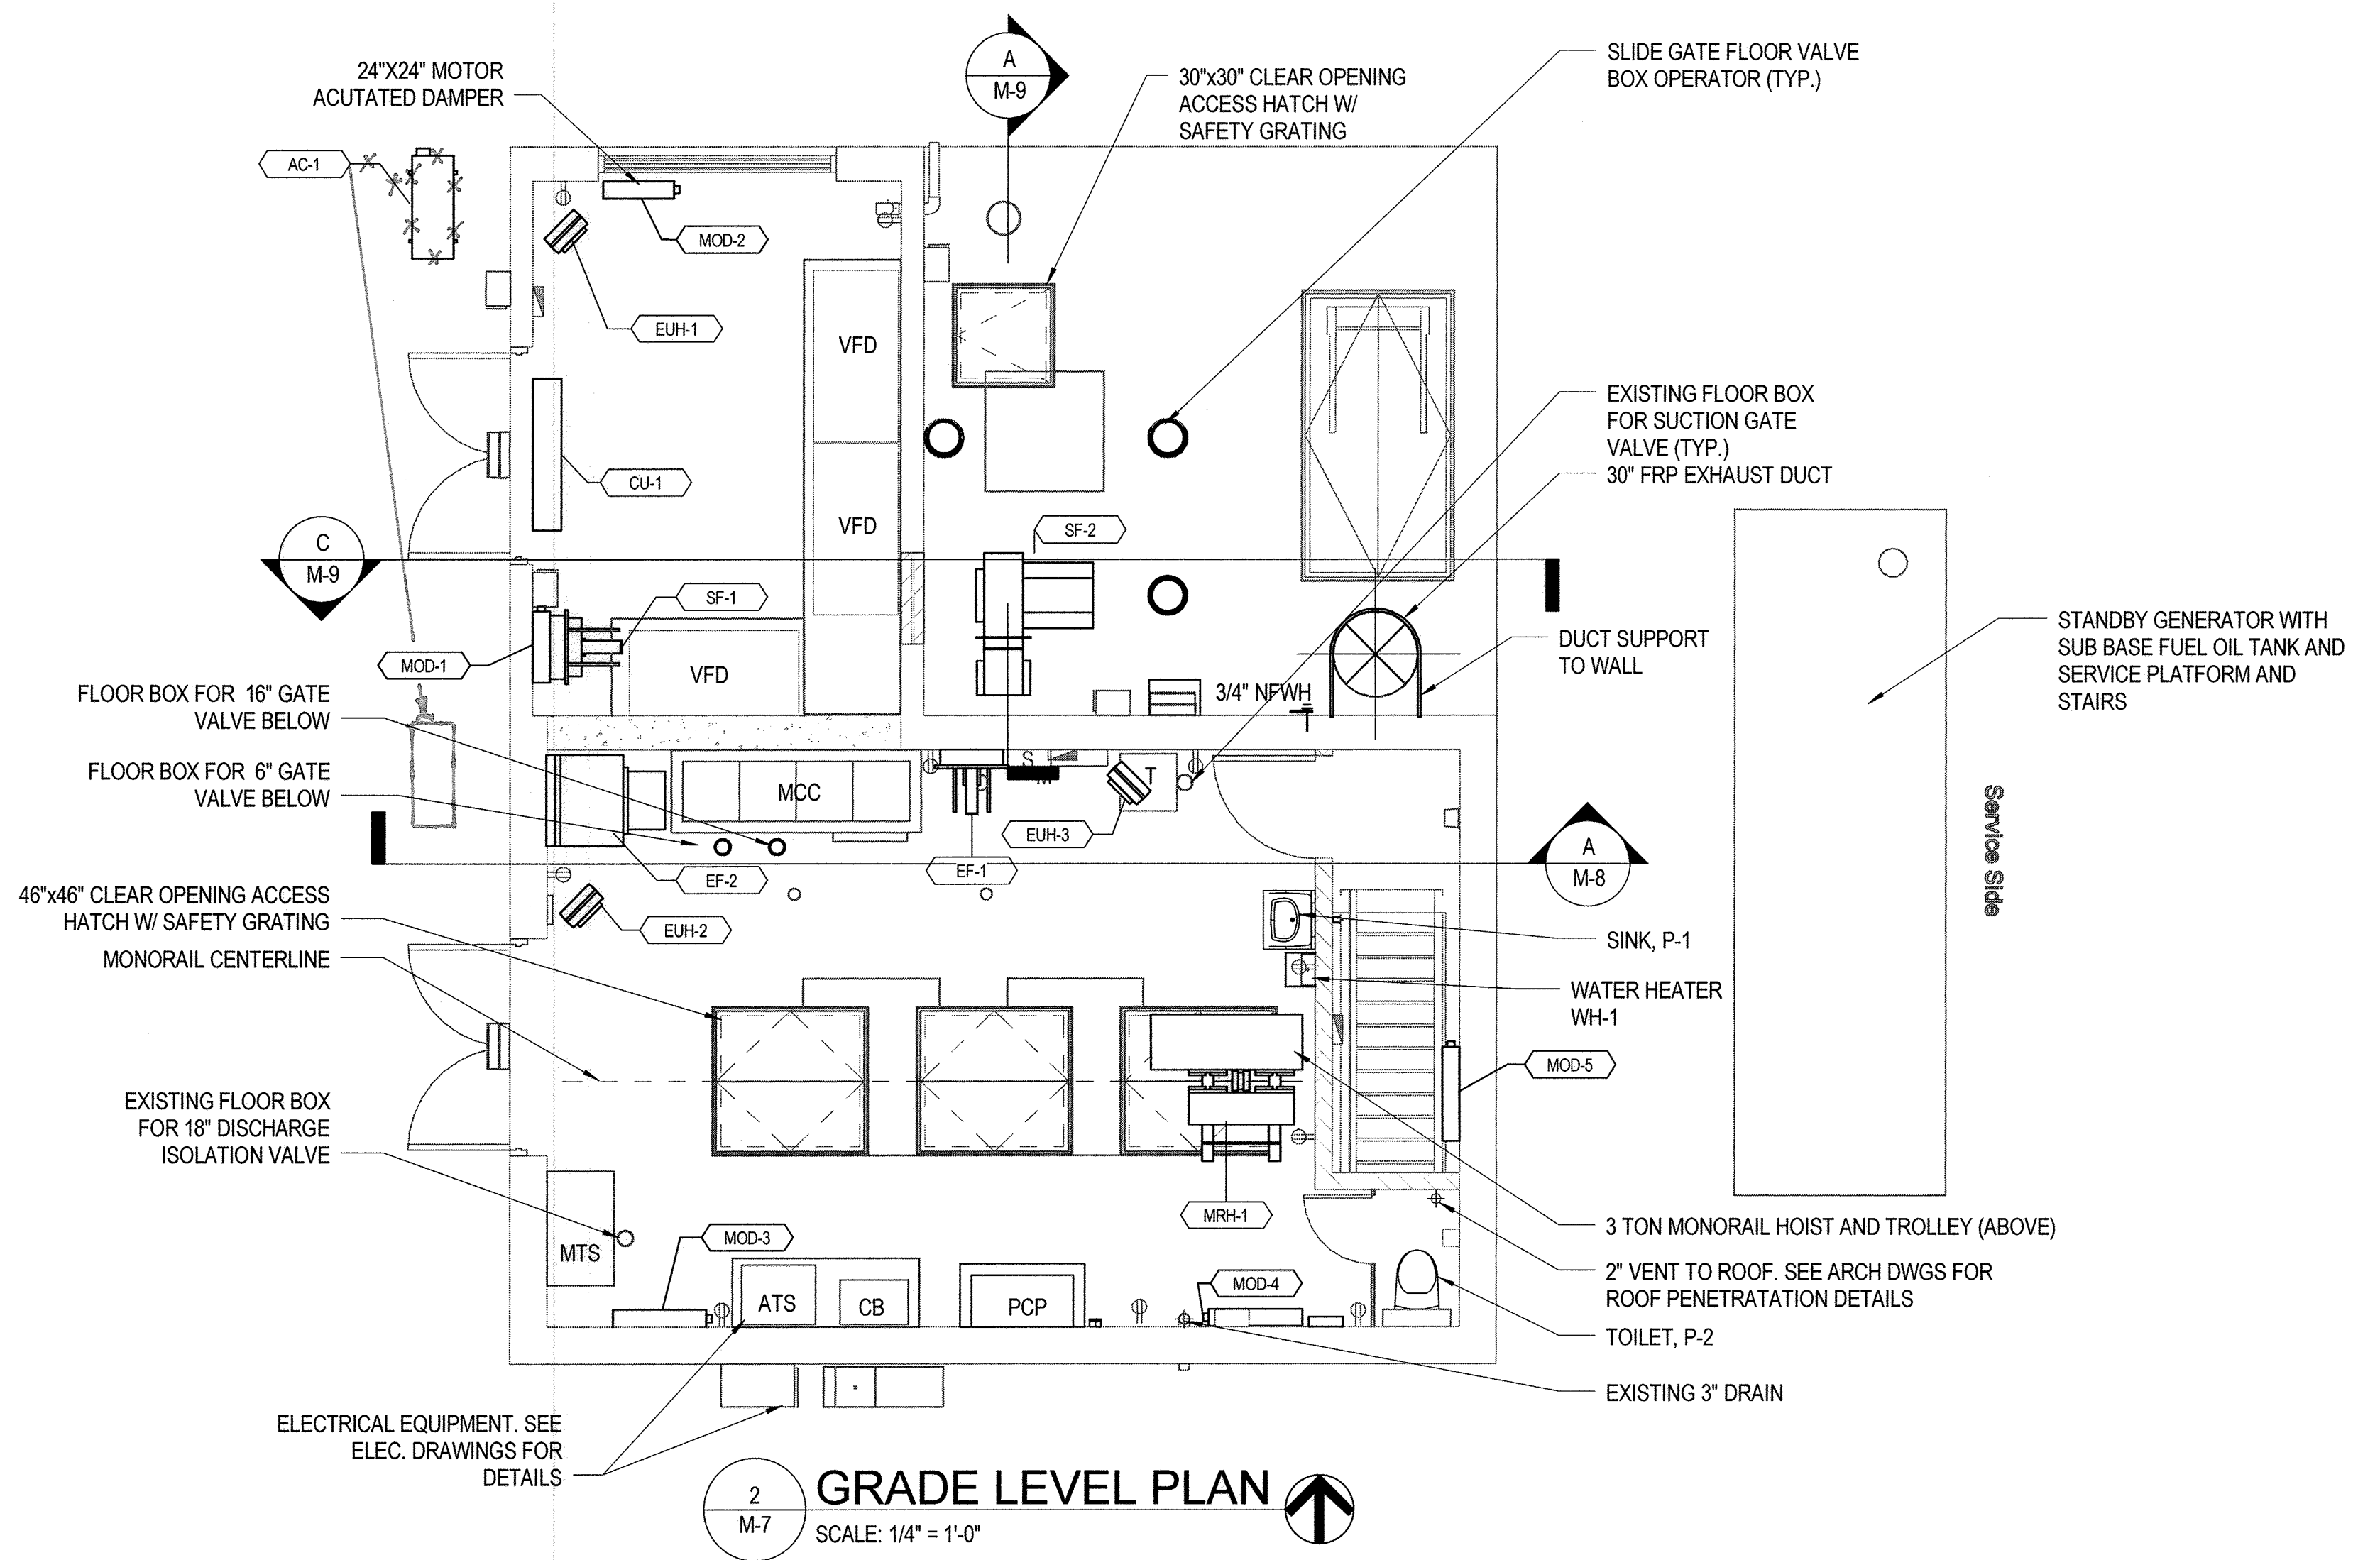 24"X24" MOTOR
ACUTATED DAMPER
A
M-9
30"x30" CLEAR OPENING
ACCESS HATCH W/
SAFETY GRATING
SLIDE GATE FLOOR VALVE
BOX OPERATOR (TYP.)
AC-1
MOD-2
EUH-1
VFD
EXISTING FLOOR BOX
FOR SUCTION GATE
VALVE (TYP.)
30" FRP EXHAUST DUCT
CU-1
VFD
SF-2
C
M-9
SF-1
MOD-1
VFD
DUCT SUPPORT
TO WALL
STANDBY GENERATOR WITH
SUB BASE FUEL OIL TANK AND
SERVICE PLATFORM AND
STAIRS
3/4" NFWH
FLOOR BOX FOR 16" GATE
VALVE BELOW
FLOOR BOX FOR 6" GATE
VALVE BELOW
MCC
S
M
T
EUH-3
EF-1
EF-2
A
M-8
Service Side
46"x46" CLEAR OPENING ACCESS
HATCH W/ SAFETY GRATING
EUH-2
MONORAIL CENTERLINE
SINK, P-1
WATER HEATER
WH-1
MOD-5
EXISTING FLOOR BOX
FOR 18" DISCHARGE
ISOLATION VALVE
MRH-1
3 TON MONORAIL HOIST AND TROLLEY (ABOVE)
MTS
MOD-3
ATS
CB
PCP
MOD-4
2" VENT TO ROOF. SEE ARCH DWGS FOR
ROOF PENETRATATION DETAILS
TOILET, P-2
EXISTING 3" DRAIN
ELECTRICAL EQUIPMENT. SEE
ELEC. DRAWINGS FOR
DETAILS
2
M-7
GRADE LEVEL PLAN
SCALE: 1/4" = 1'-0"